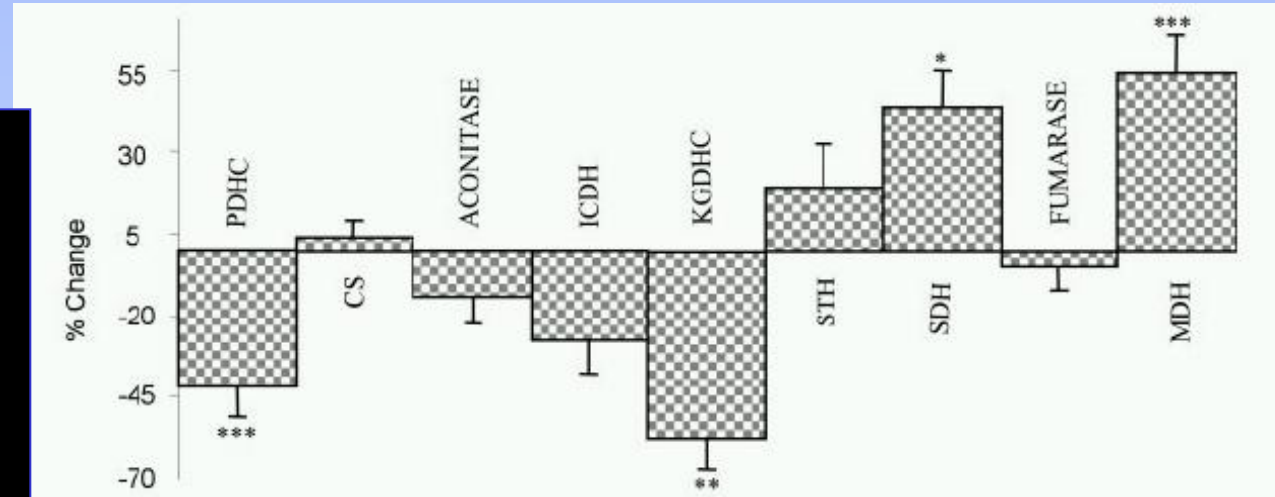 ***
*
55
30
5
-20
-45
-70
% Change
PDHC
CS
ACONITASE
ICDH
KGDHC
STH
SDH
FUMARASE
MDH
***
**